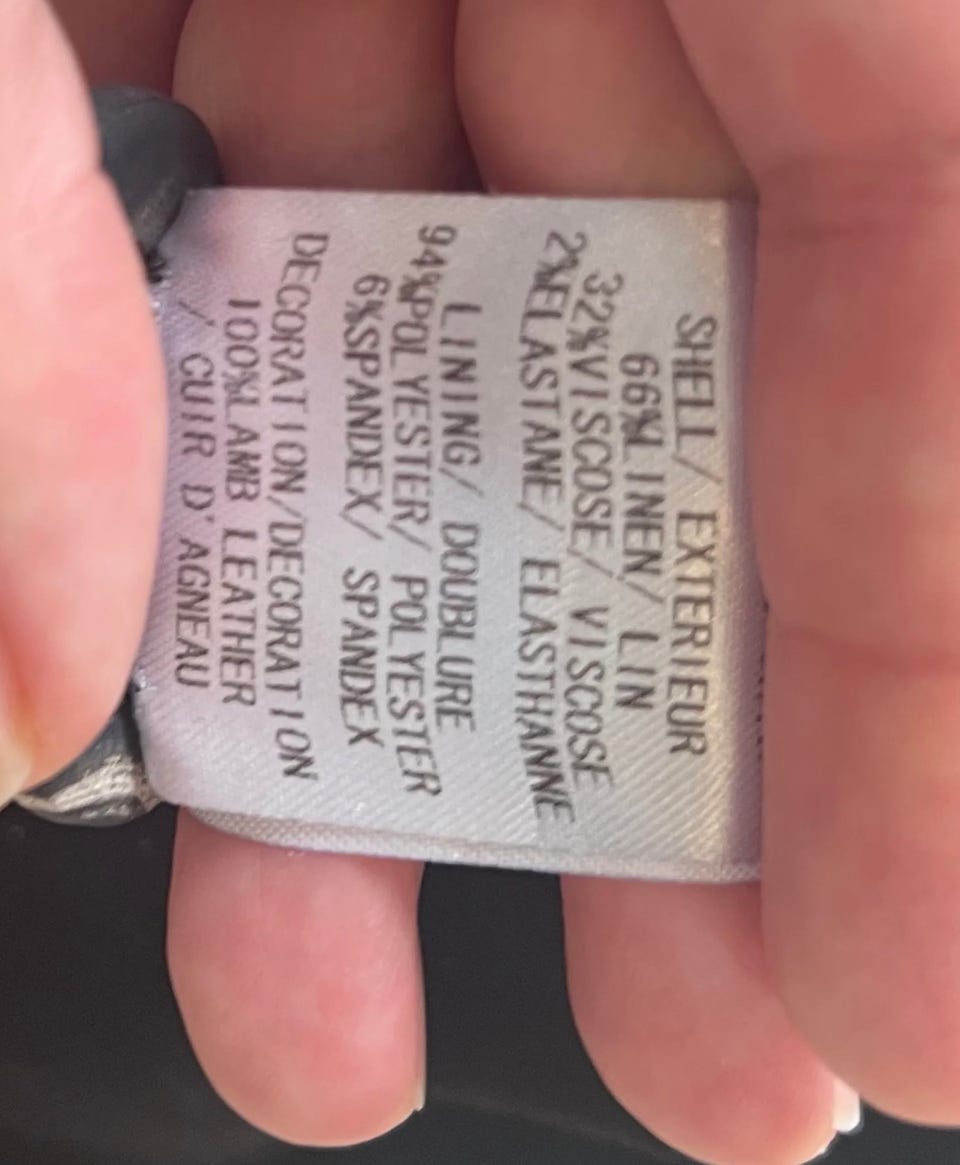 SHELL/ EXTERIEUR
66%LINEN/ LIN
32%VISCOSE/ VISCOSE
2%ELASTANE/ ELASTHANNE
LINING/ DOUBLURE
94%POLYESTER/ POLYESTER
6%SPANDEX/ SPANDEX
DECORATION/DECORATION
100%LAMB LEATHER
/ CUIR D'AGNEAU